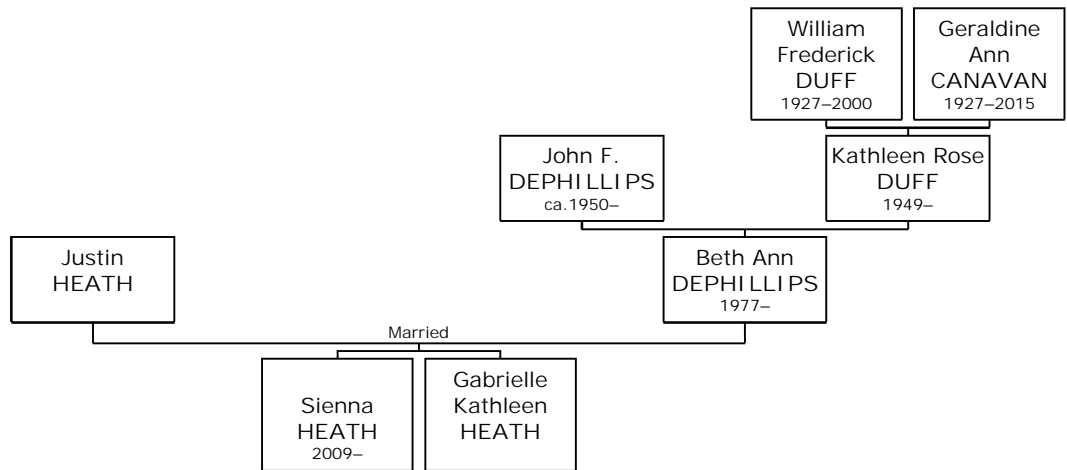 William
Frederick
DUFF
1927–2000
Geraldine
Ann
CANAVAN
1927–2015
John F.
DEPHILLIPS
ca.1950–
Kathleen Rose
DUFF
1949–
Justin
HEATH
Beth Ann
DEPHILLIPS
1977–
Married
Sienna
HEATH
2009–
Gabrielle
Kathleen
HEATH